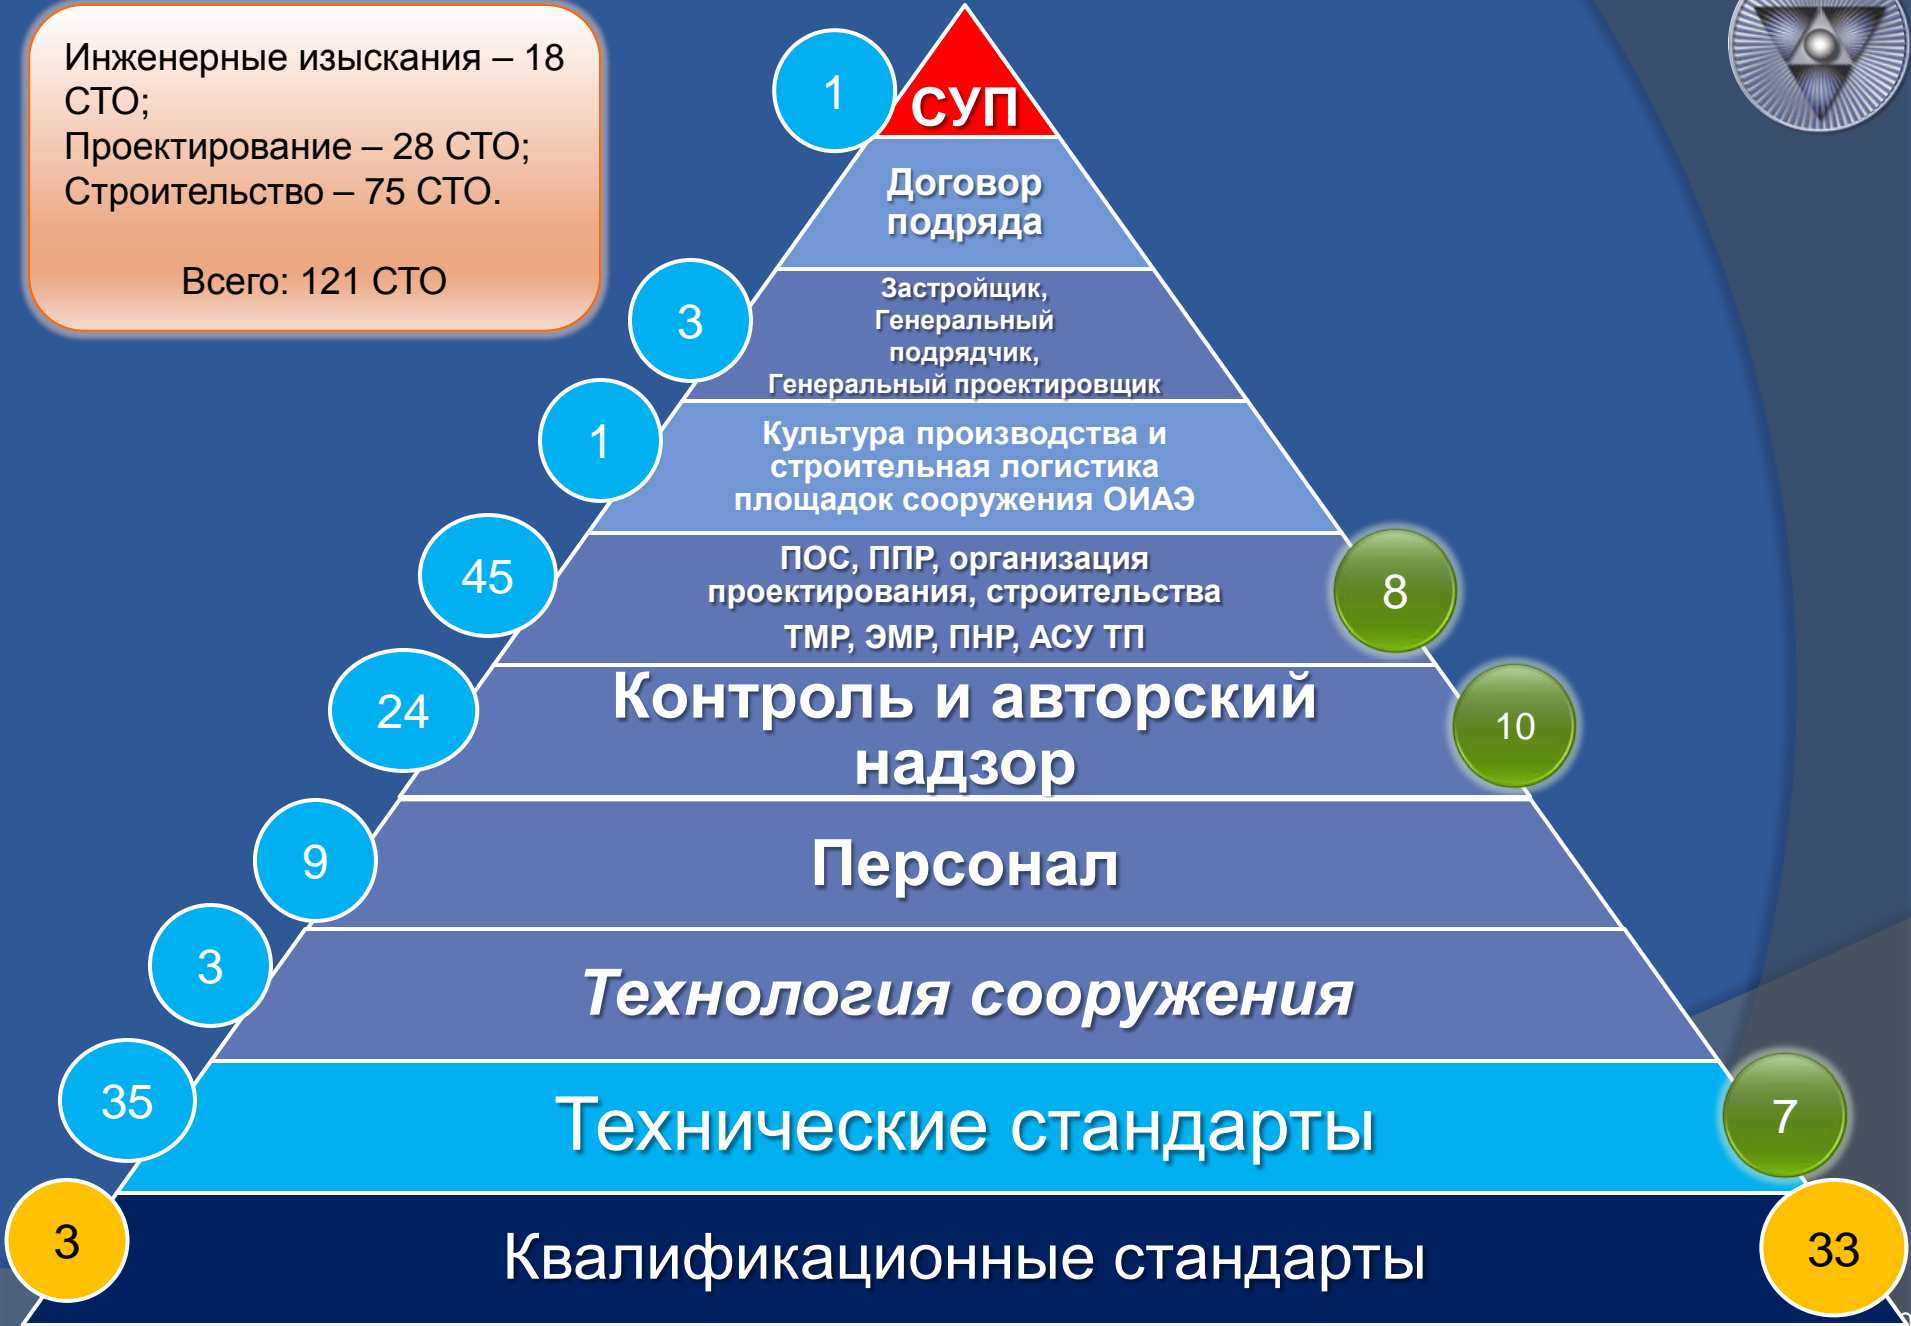 Инженерные изыскания – 18
СТО;
Проектирование – 28 СТО;
Строительство – 75 СТО.
Всего: 121 СТО
1
СУП
Договор
подряда
3
Застройщик,
Генеральный
подрядчик,
Генеральный проектировщик
1
Культура производства и
строительная логистика
площадок сооружения ОИАЭ
45
ПОС, ППР, организация
проектирования, строительства
ТМР, ЭМР, ПНР, АСУ ТП
8
24
Контроль и авторский
надзор
10
9
Персонал
3
Технология сооружения
35
Технические стандарты
7
3
Квалификационные стандарты
33